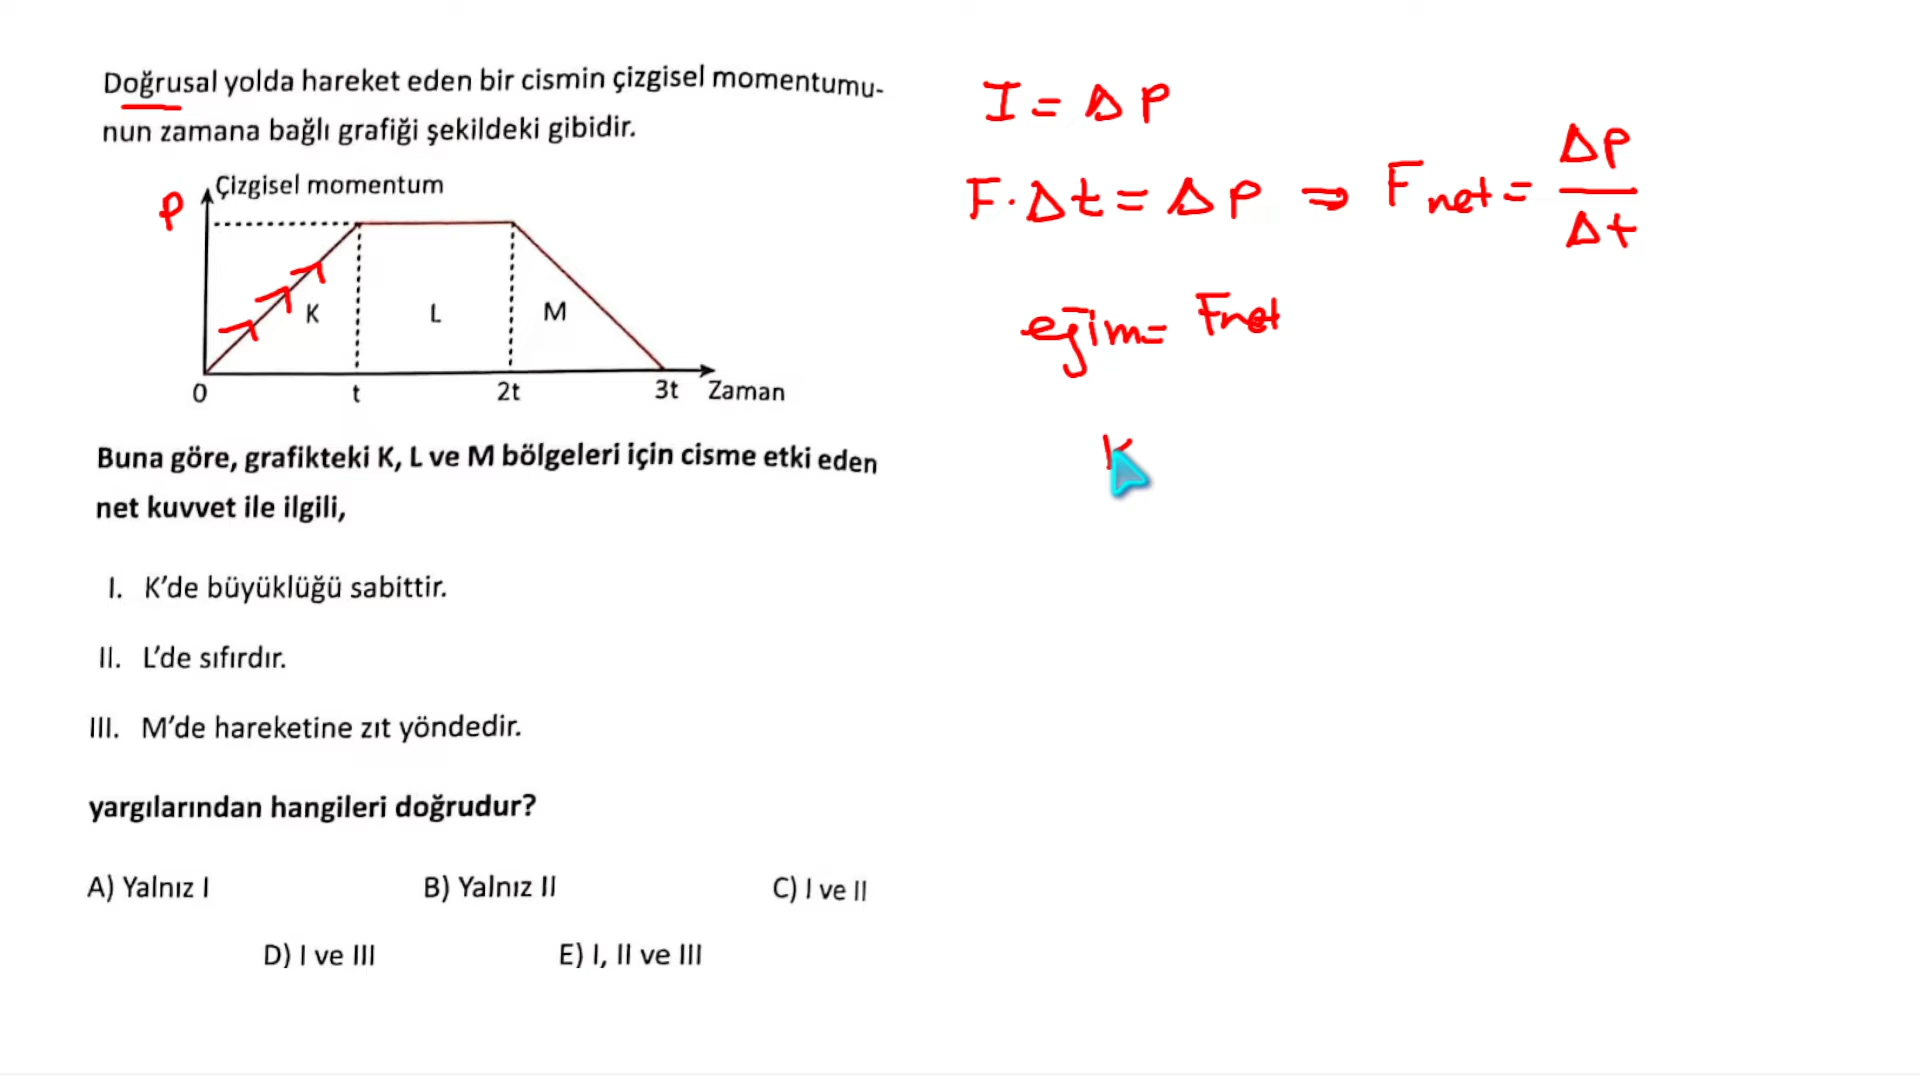 Doğrusal yolda hareket eden bir cismin çizgisel momentumu-
nun zamana bağlı grafiği şekildeki gibidir.
Çizgisel momentum
P
K
L
M
0
t
2t
3t
Zaman
Buna göre, grafikteki K, L ve M bölgeleri için cisme etki eden
net kuvvet ile ilgili,
I. K’de büyüklüğü sabittir.
II. L’de sıfırdır.
III. M’de hareketine zıt yöndedir.
yargılarından hangileri doğrudur?
A) Yalnız I
B) Yalnız II
C) I ve II
D) I ve III
E) I, II ve III
I = Δ P
F · Δt = ΔP ⇒ Fnet = ΔP / Δt
eğim = Fnet
K